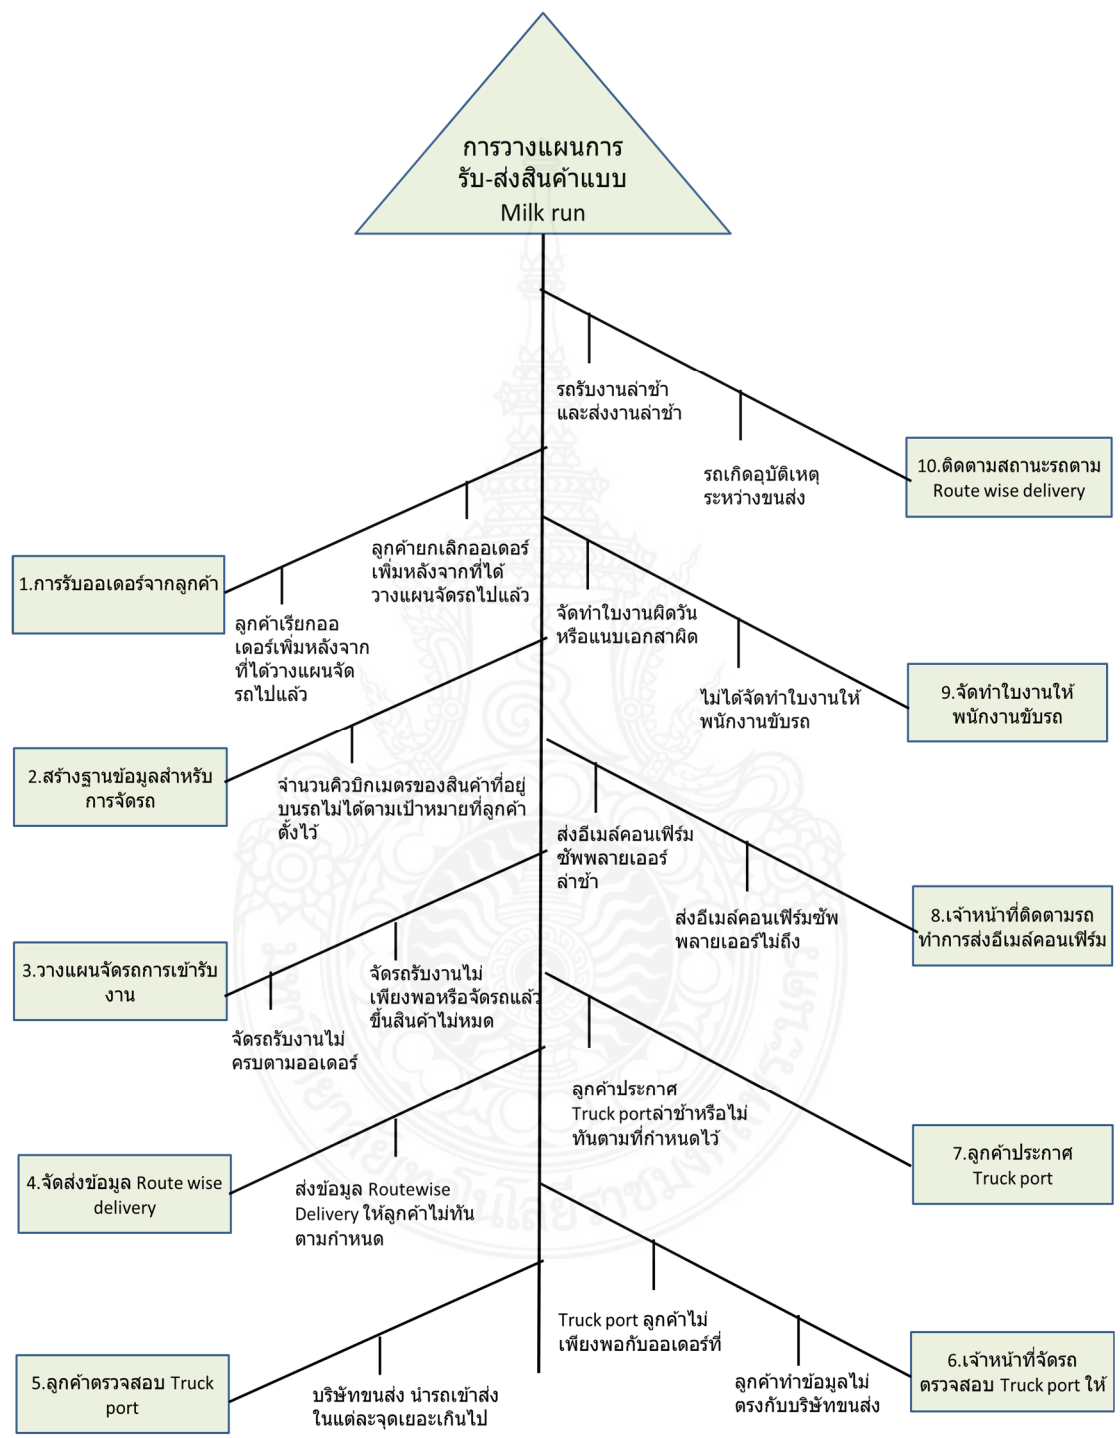 การวางแผนการ
รับ-ส่งสินค้าแบบ
Milk run
รถรับงานล่าช้า
และส่งงานล่าช้า
รถเกิดอุบัติเหตุ
ระหว่างขนส่ง
10.ติดตามสถานะรถตาม
Route wise delivery
ลูกค้ายกเลิกออเดอร์
เพิ่มหลังจากที่ได้
วางแผนจัดรถไปแล้ว
1.การรับออเดอร์จากลูกค้า
ลูกค้าเรียกออ
เดอร์เพิ่มหลังจาก
ที่ได้วางแผนจัด
รถไปแล้ว
จัดทำใบงานผิดวัน
หรือแนบเอกสาผิด
ไม่ได้จัดทำใบงานให้
พนักงานขับรถ
9.จัดทำใบงานให้
พนักงานขับรถ
2.สร้างฐานข้อมูลสำหรับ
การจัดรถ
จำนวนคิวบิกเมตรของสินค้าที่อยู่
บนรถไม่ได้ตามเป้าหมายที่ลูกค้า
ตั้งไว้
ส่งอีเมล์คอนเฟิร์ม
ซัพพลายเออร์
ล่าช้า
ส่งอีเมล์คอนเฟิร์มซัพ
พลายเออร์ไม่ถึง
8.เจ้าหน้าที่ติดตามรถ
ทำการส่งอีเมล์คอนเฟิร์ม
3.วางแผนจัดรถการเข้ารับ
งาน
จัดรถรับงานไม่
เพียงพอหรือจัดรถแล้ว
ขึ้นสินค้าไม่หมด
จัดรถรับงานไม่
ครบตามออเดอร์
ลูกค้าประกาศ
Truck portล่าช้าหรือไม่
ทันตามที่กำหนดไว้
7.ลูกค้าประกาศ
Truck port
4.จัดส่งข้อมูล Route wise
delivery
ส่งข้อมูล Routewise
Delivery ให้ลูกค้าไม่ทัน
ตามกำหนด
Truck port ลูกค้าไม่
เพียงพอกับออเดอร์ที่
ลูกค้าทำข้อมูลไม่
ตรงกับบริษัทขนส่ง
6.เจ้าหน้าที่จัดรถ
ตรวจสอบ Truck port ให้
5.ลูกค้าตรวจสอบ Truck
port
บริษัทขนส่ง นำรถเข้าส่ง
ในแต่ละจุดเยอะเกินไป